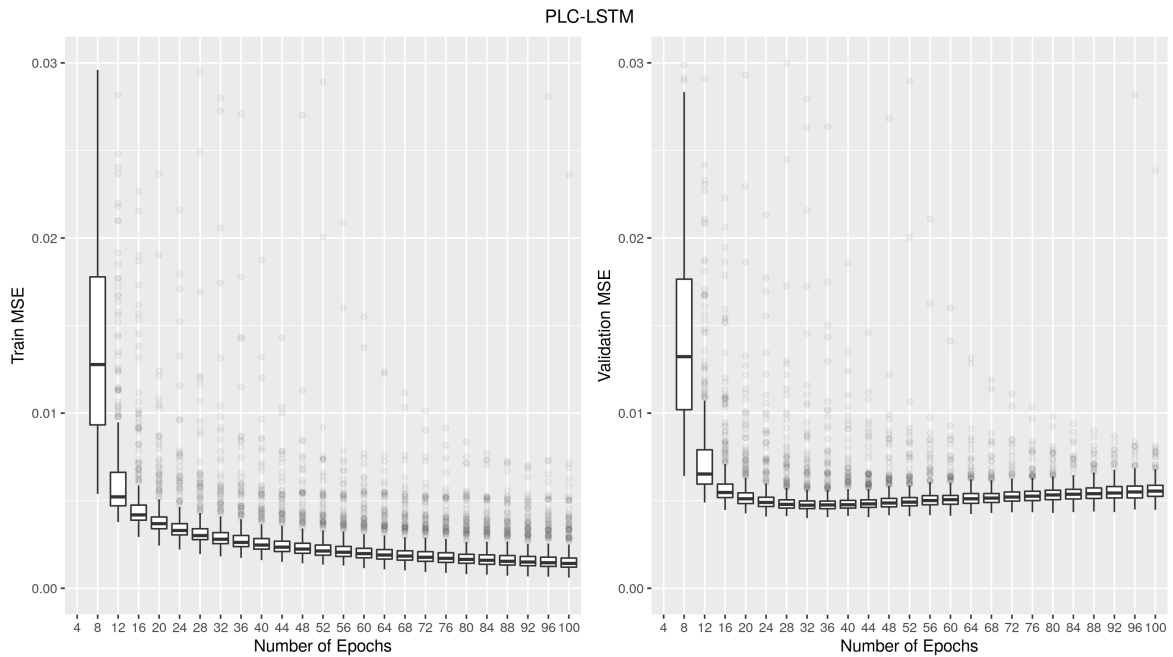 PLC-LSTM
Train MSE
0.03
0.02
0.01
0.00
4 8 12 16 20 24 28 32 36 40 44 48 52 56 60 64 68 72 76 80 84 88 92 96 100
Number of Epochs
Validation MSE
0.03
0.02
0.01
0.00
4 8 12 16 20 24 28 32 36 40 44 48 52 56 60 64 68 72 76 80 84 88 92 96 100
Number of Epochs